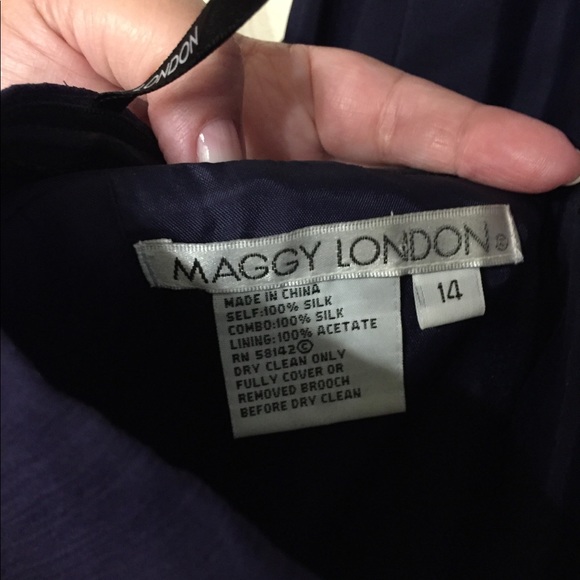 LONDON
MAGGY LONDON®
14
MADE IN CHINA
SELF:100% SILK
COMBO:100% SILK
LINING:100% ACETATE
RN 58142©
DRY CLEAN ONLY
FULLY COVER OR
REMOVED BROOCH
BEFORE DRY CLEAN